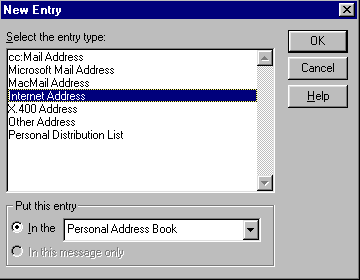 New Entry
Select the entry type:
OK
cc:Mail Address
Microsoft Mail Address
Cancel
MacMail Address
Internet Address
Help
X.400 Address
Other Address
Personal Distribution List
Put this entry
In the
Personal Address Book
In this message only